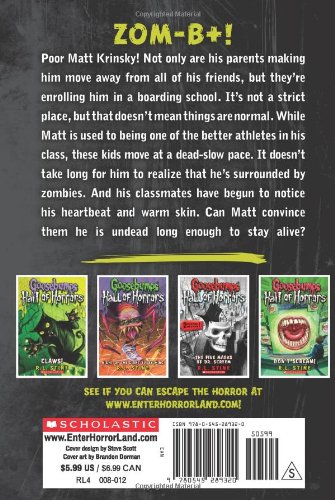 ZOM-B+!
Poor Matt Krinsky! Not only are his parents making
him move away from all of his friends, but they're
enrolling him in a boarding school. It's not a strict
place, but that doesn't mean things are normal. While
Matt is used to being one of the better athletes in his
class, these kids move at a dead-slow pace. It doesn't
take long for him to realize that he's surrounded by
zombies. And his classmates have begun to notice
his heartbeat and warm skin. Can Matt convince
them he is undead long enough to stay alive?
Goosebumps
Hall of Horrors
CLAWS!
R.L. STINE
Goosebumps
Hall of Horrors
R.L. STINE
Goosebumps
Hall of Horrors
THE FIVE MASKS
OF DR. SCREEM
R.L. STINE
Goosebumps
Hall of Horrors
DON'T SCREAM!
R.L. STINE
SEE IF YOU CAN ESCAPE THE HORROR AT
WWW.ENTERHORRORLAND.COM!
SCHOLASTIC
www.EnterHorrorLand.com
Cover design by Steve Scott
Cover art by Brandon Dorman
$5.99 US / $6.99 CAN
RL4 008-012
CAN
ISBN 978-0-545-28932-0
50599
9 780545 289320
S